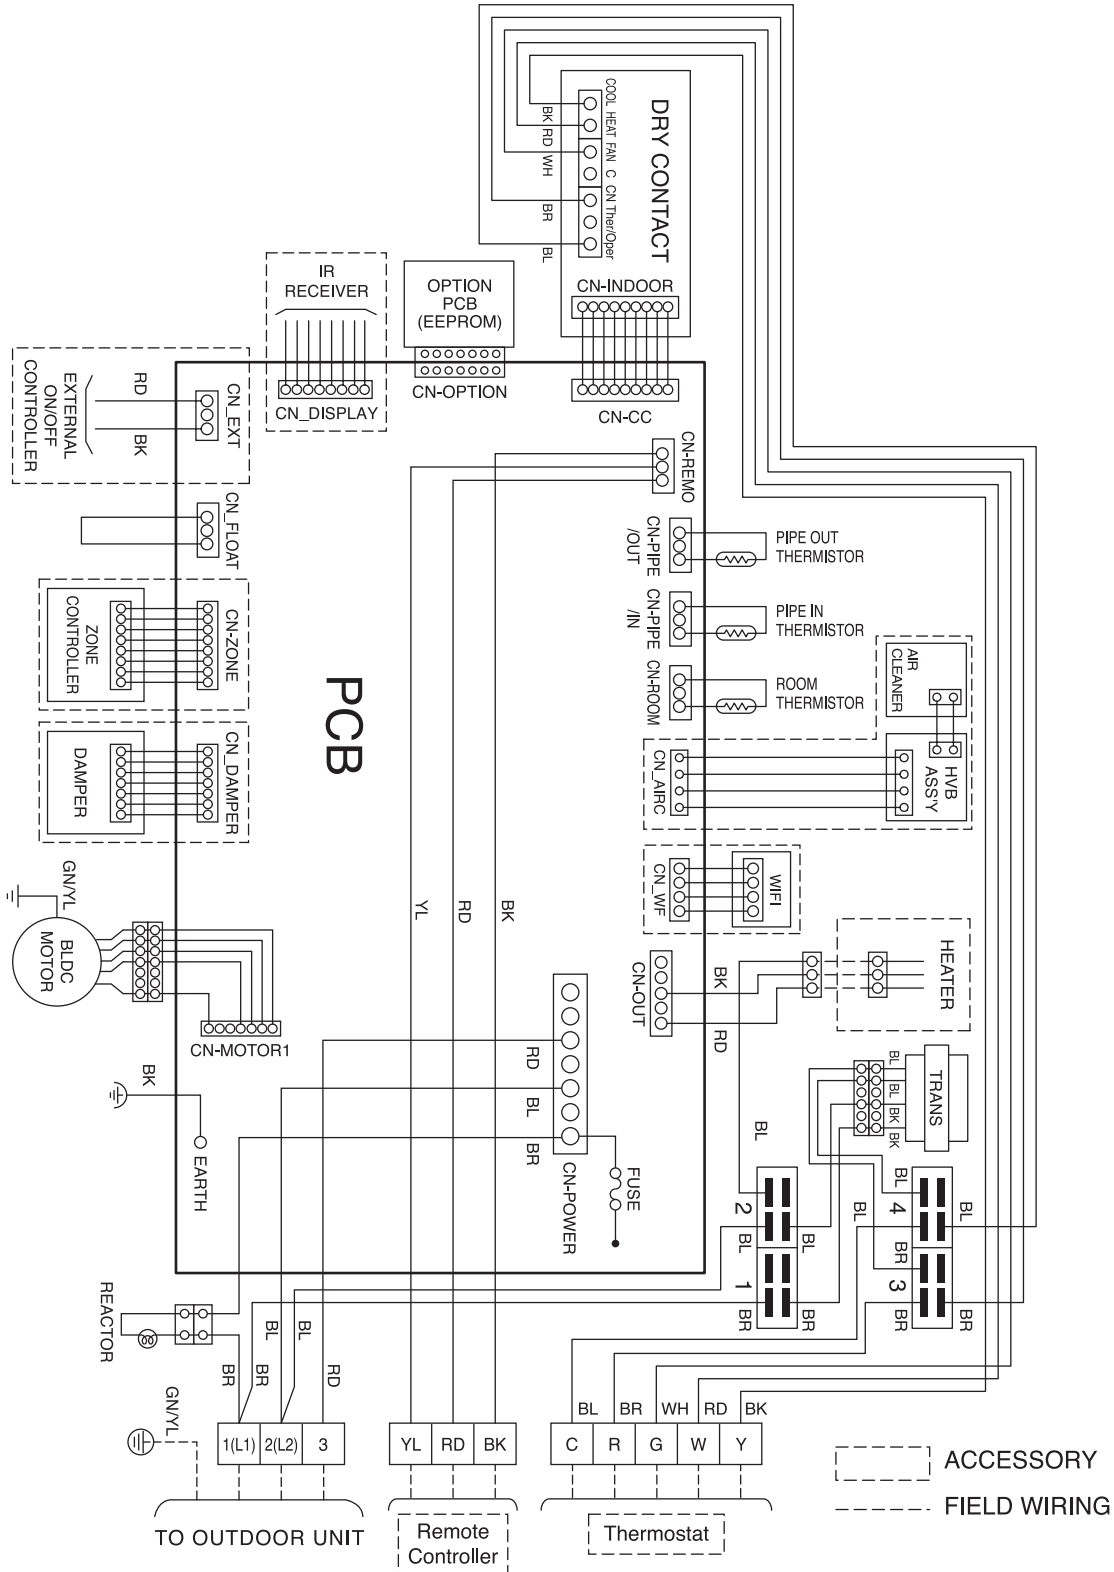 COOL HEAT FAN C CN Ther/Oper
BK
RD
WH
BR
BL
DRY CONTACT
CN-INDOOR
IR
RECEIVER
OPTION
PCB
(EEPROM)
CN_DISPLAY
CN-OPTION
CN-CC
EXTERNAL
ON/OFF
CONTROLLER
RD
BK
CN_EXT
CN-REMO
CN_FLOAT
CN-PIPE
/OUT
PIPE OUT
THERMISTOR
CN-PIPE
/IN
PIPE IN
THERMISTOR
CN-ROOM
ROOM
THERMISTOR
ZONE
CONTROLLER
CN-ZONE
AIR
CLEANER
HVB
ASS'Y
CN_AIRC
PCB
DAMPER
CN_DAMPER
WIFI
CN_WF
GN/YL
BLDC
MOTOR
CN-MOTOR1
YL
RD
BK
CN-OUT
BK
RD
HEATER
RD
BL
BR
CN-POWER
FUSE
BK
EARTH
BL
BL
BL
BK
BK
TRANS
2
1
BL
BL
BR
BR
4
3
BL
BL
BL
BR
BR
BR
REACTOR
BR
BR
BL
BL
RD
GN/YL
1(L1)
2(L2)
3
YL
RD
BK
BL
BR
WH
RD
BK
C
R
G
W
Y
TO OUTDOOR UNIT
Remote
Controller
Thermostat
ACCESSORY
FIELD WIRING